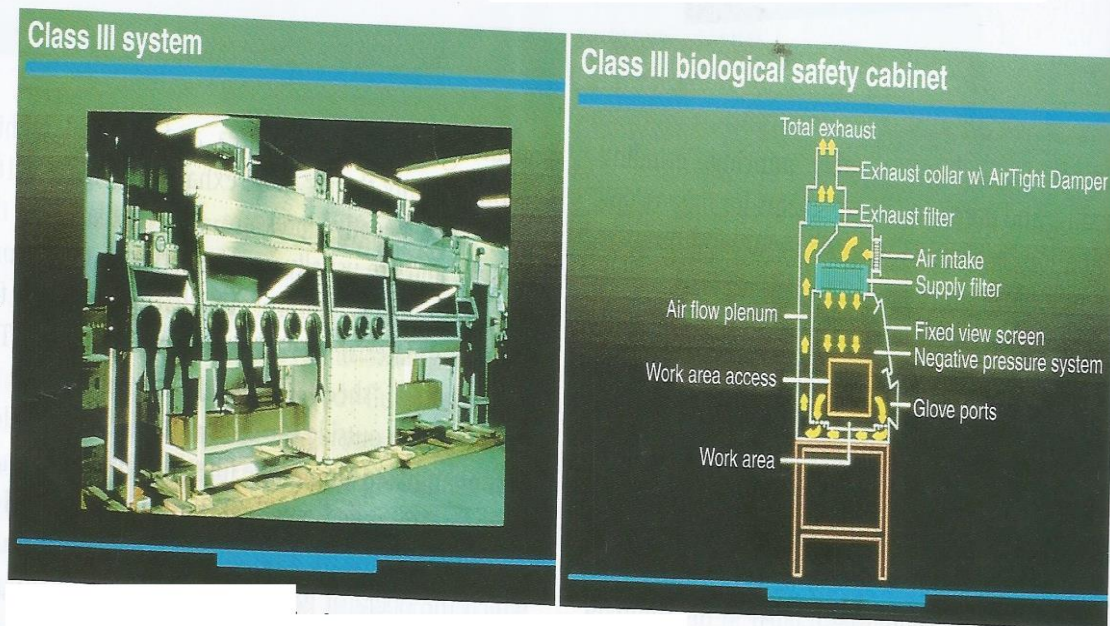 Class III system
Class III biological safety cabinet
Total exhaust
Exhaust collar w\ AirTight Damper
Exhaust filter
Air intake
Supply filter
Air flow plenum
Fixed view screen
Negative pressure system
Work area access
Glove ports
Work area